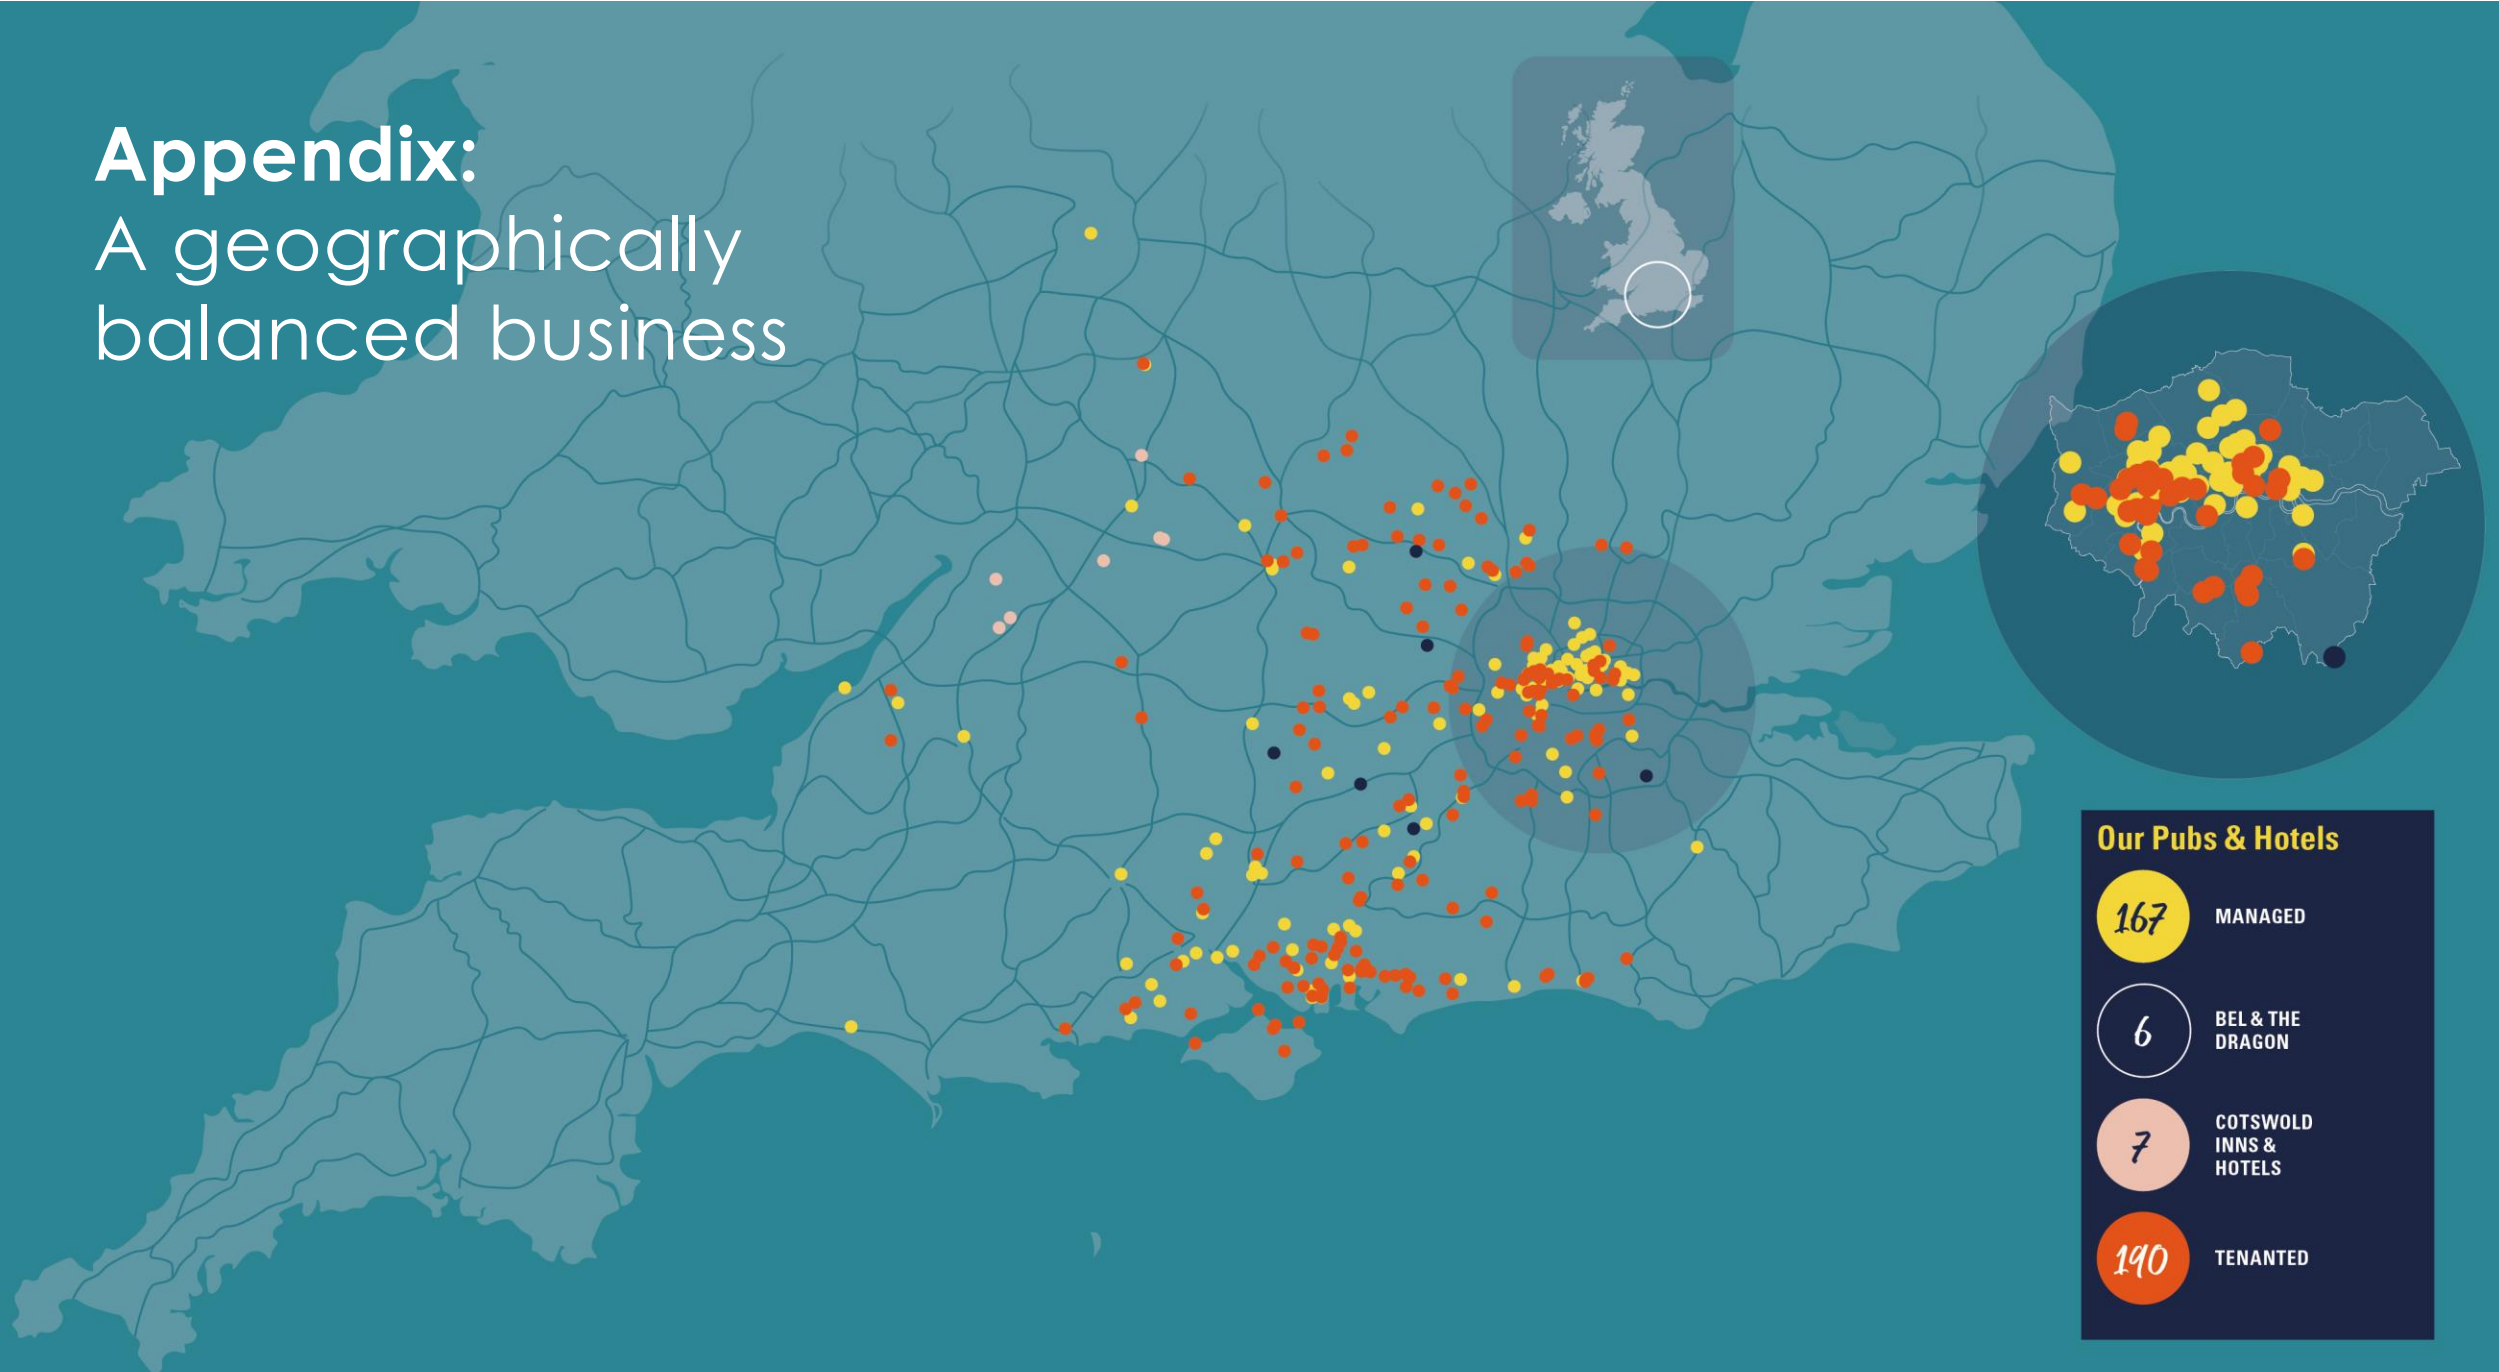 Appendix:
A geographically
balanced business
Our Pubs & Hotels
167
MANAGED
6
BEL & THE
DRAGON
7
COTSWOLD
INNS &
HOTELS
190
TENANTED